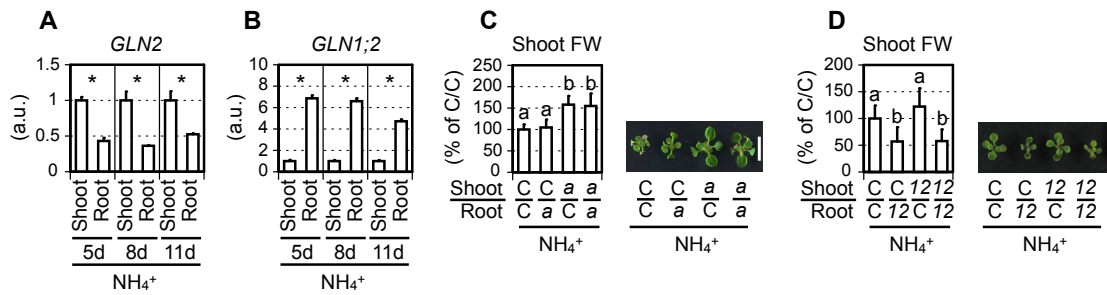 A
GLN2
(a.u.)
1.5
1
0.5
0
* * *
Shoot Root Shoot Root Shoot Root
5d 8d 11d
NH₄⁺
B
GLN1;2
(a.u.)
10
8
6
4
2
0
* * *
Shoot Root Shoot Root Shoot Root
5d 8d 11d
NH₄⁺
C
Shoot FW
(% of C/C)
250
200
150
100
50
0
a a b b
Shoot C C a a
Root C a C a
NH₄⁺
C C a a
C a C a
NH₄⁺
D
Shoot FW
(% of C/C)
200
150
100
50
0
a b a b
Shoot C C 12 12
Root C 12 C 12
NH₄⁺
C C 12 12
C 12 C 12
NH₄⁺